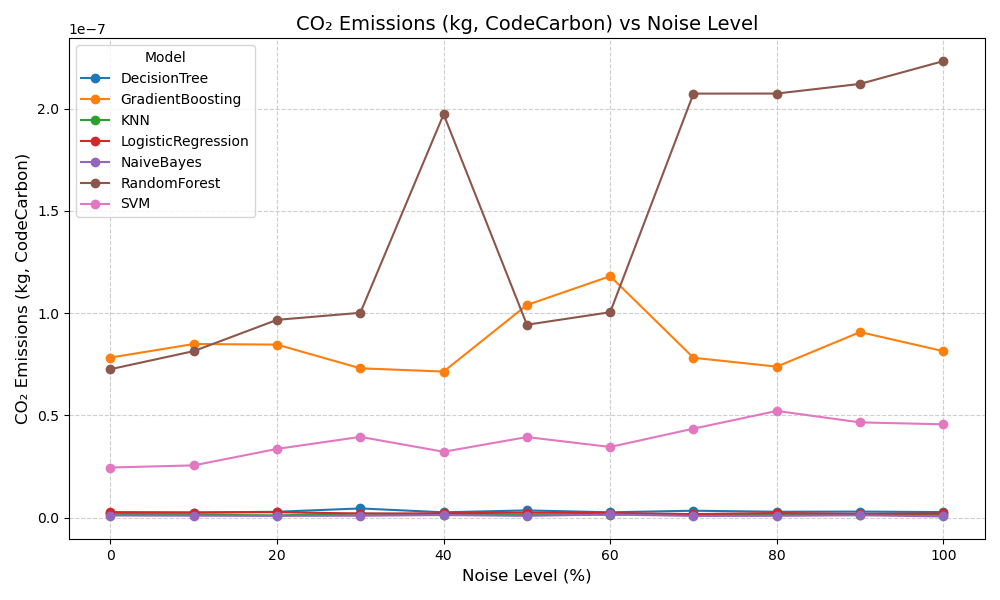 CO₂ Emissions (kg, CodeCarbon) vs Noise Level
1e−7
Model
DecisionTree
GradientBoosting
KNN
LogisticRegression
NaiveBayes
RandomForest
SVM
2.0
1.5
1.0
0.5
0.0
CO₂ Emissions (kg, CodeCarbon)
0 20 40 60 80 100
Noise Level (%)